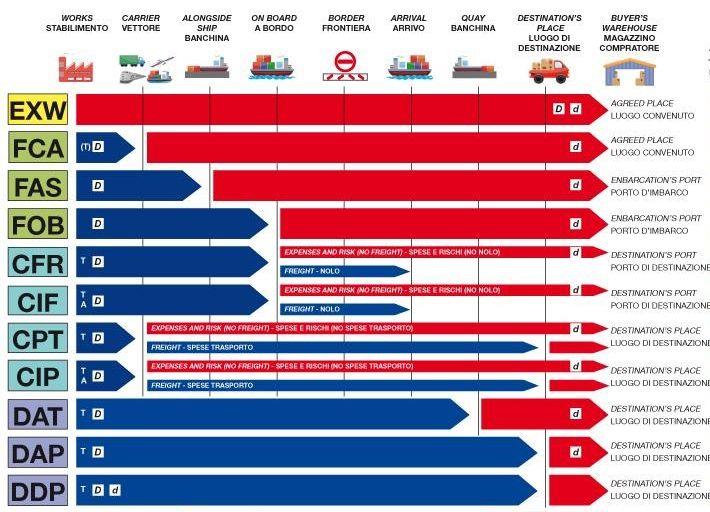 WORKS
STABILIMENTO
CARRIER
VETTORE
ALONGSIDE
SHIP
BANCHINA
ON BOARD
A BORDO
BORDER
FRONTIERA
ARRIVAL
ARRIVO
QUAY
BANCHINA
DESTINATION'S
PLACE
LUOGO DI
DESTINAZIONE
BUYER'S
WAREHOUSE
MAGAZZINO
COMPRATORE
EXW
D d
AGREED PLACE
LUOGO CONVENUTO
FCA
(T) D
d
AGREED PLACE
LUOGO CONVENUTO
FAS
D
d
ENBARCATION'S PORT
PORTO D'IMBARCO
FOB
D
d
ENBARCATION'S PORT
PORTO D'IMBARCO
CFR
T D
EXPENSES AND RISK (NO FREIGHT) - SPESE E RISCHI (NO NOLO)
d
FREIGHT - NOLO
DESTINATION'S PORT
PORTO DI DESTINAZIONE
CIF
T
A
D
EXPENSES AND RISK (NO FREIGHT) - SPESE E RISCHI (NO NOLO)
d
FREIGHT - NOLO
DESTINATION'S PORT
PORTO DI DESTINAZIONE
CPT
T D
EXPENSES AND RISK (NO FREIGHT) - SPESE E RISCHI (NO SPESE TRASPORTO)
d
FREIGHT - SPESE TRASPORTO
DESTINATION'S PLACE
LUOGO DI DESTINAZIONE
CIP
T
A
D
EXPENSES AND RISK (NO FREIGHT) - SPESE E RISCHI (NO SPESE TRASPORTO)
d
FREIGHT - SPESE TRASPORTO
DESTINATION'S PLACE
LUOGO DI DESTINAZIONE
DAT
T D
d
DESTINATION'S PLACE
LUOGO DI DESTINAZIONE
DAP
T D
d
DESTINATION'S PLACE
LUOGO DI DESTINAZIONE
DDP
T D d
DESTINATION'S PLACE
LUOGO DI DESTINAZIONE